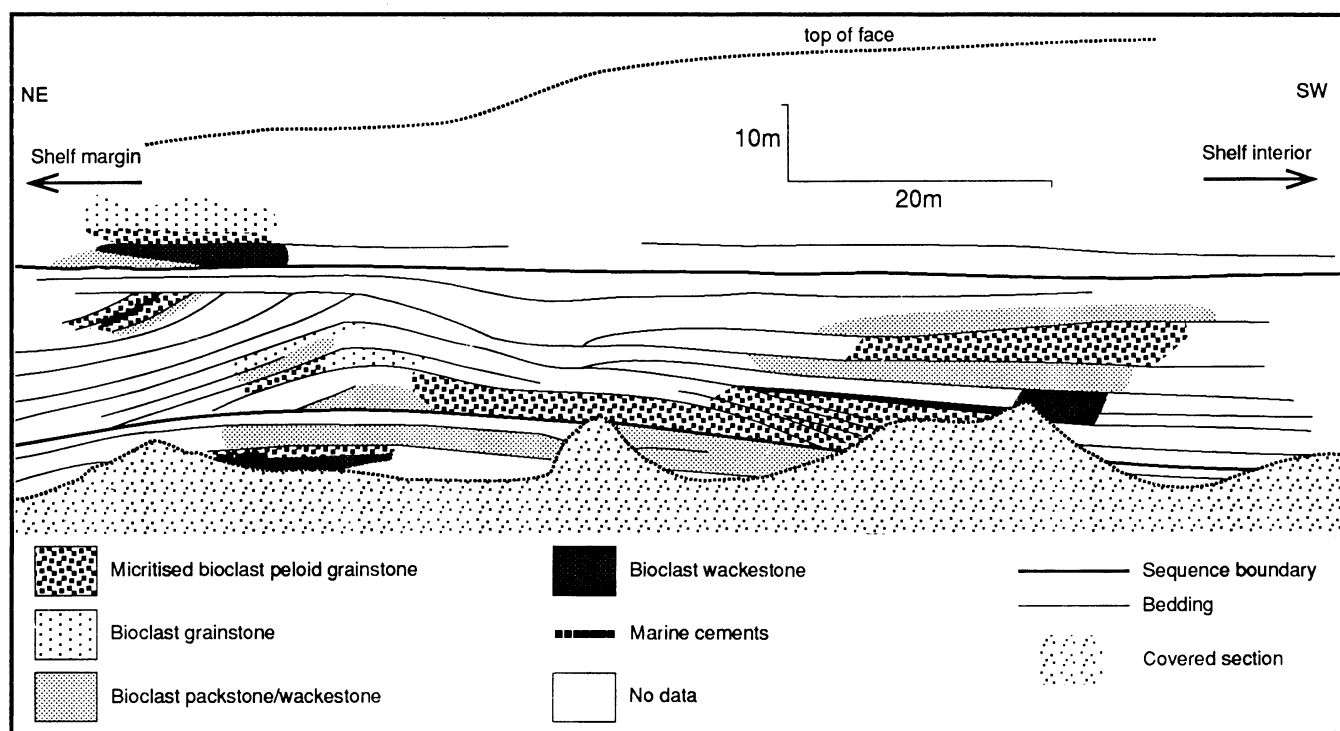 top of face
NE
SW
10m
Shelf margin
Shelf interior
20m
Micritised bioclast peloid grainstone
Bioclast wackestone
Sequence boundary
Bedding
Bioclast grainstone
Marine cements
Covered section
Bioclast packstone/wackestone
No data